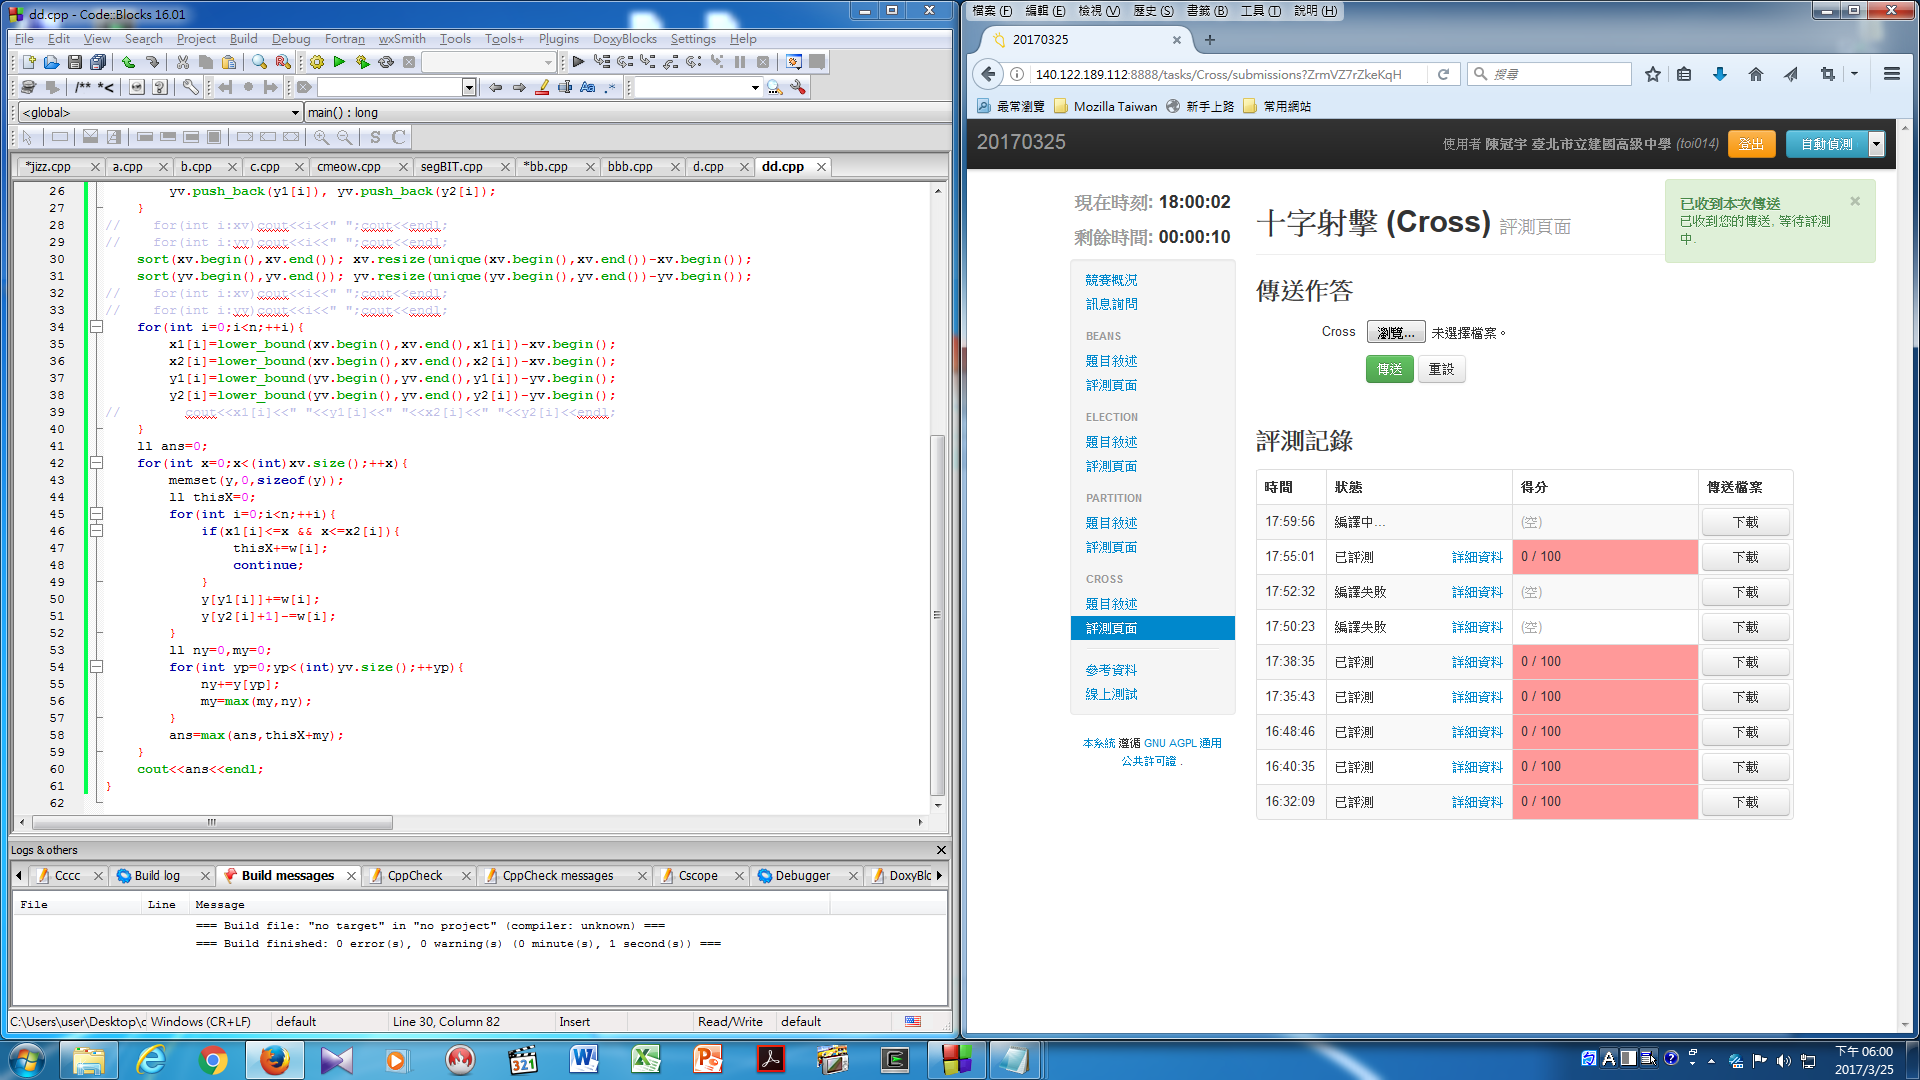 dd.cpp - Code::Blocks 16.01
File Edit View Search Project Build Debug Fortran wxSmith Tools Tools+ Plugins DoxyBlocks Settings Help
<global> main() : long
*jizz.cpp a.cpp b.cpp c.cpp cmeow.cpp segBIT.cpp *bb.cpp bbb.cpp d.cpp dd.cpp
26 yv.push_back(y1[i]), yv.push_back(y2[i]);
27 }
28 // for(int i:xv)cout<<i<<" ";cout<<endl;
29 // for(int i:yv)cout<<i<<" ";cout<<endl;
30 sort(xv.begin(),xv.end()); xv.resize(unique(xv.begin(),xv.end())-xv.begin());
31 sort(yv.begin(),yv.end()); yv.resize(unique(yv.begin(),yv.end())-yv.begin());
32 // for(int i:xv)cout<<i<<" ";cout<<endl;
33 // for(int i:yv)cout<<i<<" ";cout<<endl;
34 for(int i=0;i<n;++i){
35 x1[i]=lower_bound(xv.begin(),xv.end(),x1[i])-xv.begin();
36 x2[i]=lower_bound(xv.begin(),xv.end(),x2[i])-xv.begin();
37 y1[i]=lower_bound(yv.begin(),yv.end(),y1[i])-yv.begin();
38 y2[i]=lower_bound(yv.begin(),yv.end(),y2[i])-yv.begin();
39 // cout<<x1[i]<<" "<<y1[i]<<" "<<x2[i]<<" "<<y2[i]<<endl;
40 }
41 ll ans=0;
42 for(int x=0;x<(int)xv.size();++x){
43 memset(y,0,sizeof(y));
44 ll thisX=0;
45 for(int i=0;i<n;++i){
46 if(x1[i]<=x && x<=x2[i]){
47 thisX+=w[i];
48 continue;
49 }
50 y[y1[i]]+=w[i];
51 y[y2[i]+1]-=w[i];
52 }
53 ll ny=0,my=0;
54 for(int yp=0;yp<(int)yv.size();++yp){
55 ny+=y[yp];
56 my=max(my,ny);
57 }
58 ans=max(ans,thisX+my);
59 }
60 cout<<ans<<endl;
61 }
62
Logs & others
Cccc Build log Build messages CppCheck CppCheck messages Cscope Debugger DoxyBlo
File Line Message
=== Build file: "no target" in "no project" (compiler: unknown) ===
=== Build finished: 0 error(s), 0 warning(s) (0 minute(s), 1 second(s)) ===
C:\Users\user\Desktop\c Windows (CR+LF) default Line 30, Column 82 Insert Read/Write default
檔案 (F) 編輯 (E) 檢視 (V) 歷史 (S) 書籤 (B) 工具 (T) 說明 (H)
20170325
140.122.189.112:8888/tasks/Cross/submissions?ZrmVZ7rZkeKqH 搜尋
最常瀏覽 Mozilla Taiwan 新手上路 常用網站
20170325 使用者 陳冠宇 臺北市立建國高級中學 (toi014) 登出 自動偵測
現在時刻: 18:00:02
剩餘時間: 00:00:10
競賽概況
訊息詢問
BEANS
題目敘述
評測頁面
ELECTION
題目敘述
評測頁面
PARTITION
題目敘述
評測頁面
CROSS
題目敘述
評測頁面
參考資料
線上測試
本系統 遵循 GNU AGPL 通用
公共許可證 .
十字射擊 (Cross) 評測頁面
已收到本次傳送
已收到您的傳送, 等待評測
中.
傳送作答
Cross 瀏覽... 未選擇檔案。
傳送 重設
評測記錄
時間 狀態 得分 傳送檔案
17:59:56 編譯中... (空) 下載
17:55:01 已評測 詳細資料 0 / 100 下載
17:52:32 編譯失敗 詳細資料 (空) 下載
17:50:23 編譯失敗 詳細資料 (空) 下載
17:38:35 已評測 詳細資料 0 / 100 下載
17:35:43 已評測 詳細資料 0 / 100 下載
16:48:46 已評測 詳細資料 0 / 100 下載
16:40:35 已評測 詳細資料 0 / 100 下載
16:32:09 已評測 詳細資料 0 / 100 下載
下午 06:00
2017/3/25